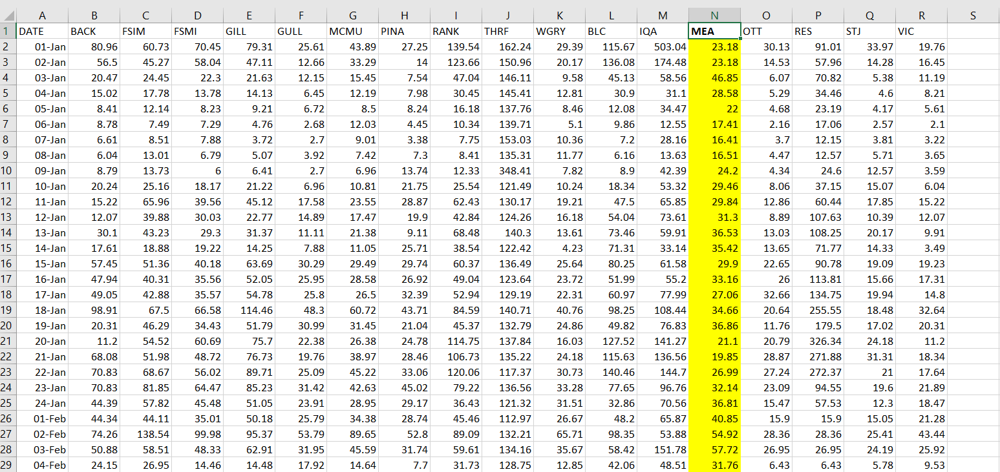 A B C D E F G H I J K L M N O P Q R S
1 DATE BACK FSIM FSMI GILL GULL MCMU PINA RANK THRF WGRY BLC IQA MEA OTT RES STJ VIC
2 01-Jan 80.96 60.73 70.45 79.31 25.61 43.89 27.25 139.54 162.24 29.39 115.67 503.04 23.18 30.13 91.01 33.97 19.76
3 02-Jan 56.5 45.27 58.04 47.11 12.66 33.29 14 123.66 150.96 20.17 136.08 174.48 23.18 14.53 57.96 14.28 16.45
4 03-Jan 20.47 24.45 22.3 21.63 12.15 15.45 7.54 47.04 146.11 9.58 45.13 58.56 46.85 6.07 70.82 5.38 11.19
5 04-Jan 15.02 17.78 13.78 14.13 6.45 12.19 7.98 30.45 145.41 12.81 30.9 31.1 28.58 5.29 34.46 4.6 8.21
6 05-Jan 8.41 12.14 8.23 9.21 6.72 8.5 8.24 16.18 137.76 8.46 12.08 34.47 22 4.68 23.19 4.17 5.61
7 06-Jan 8.78 7.49 7.29 4.76 2.68 12.03 4.45 10.34 139.71 5.1 9.86 12.55 17.41 2.16 17.06 2.57 2.1
8 07-Jan 6.61 8.51 7.88 3.72 2.7 9.01 3.38 7.75 153.03 10.36 7.2 28.16 16.41 3.7 12.15 3.81 3.22
9 08-Jan 6.04 13.01 6.79 5.07 3.92 7.42 7.3 8.41 135.31 11.77 6.16 13.63 16.51 4.47 12.57 5.71 3.65
10 09-Jan 8.79 13.73 6 6.41 2.7 6.96 13.74 12.33 348.41 7.82 8.9 42.39 24.2 4.34 24.6 12.57 3.59
11 10-Jan 20.24 25.16 18.17 21.22 6.96 10.81 21.75 25.54 121.49 10.24 18.34 53.32 29.46 8.06 37.15 15.07 6.04
12 11-Jan 15.22 65.96 39.56 45.12 17.58 23.55 28.87 62.43 130.17 19.21 47.5 65.85 29.84 12.86 60.44 17.85 15.22
13 12-Jan 12.07 39.88 30.03 22.77 14.89 17.47 19.9 42.84 124.26 16.18 54.04 73.61 31.3 8.89 107.63 10.39 12.07
14 13-Jan 30.1 43.23 29.3 31.37 11.11 21.38 9.11 68.48 140.3 13.61 73.46 59.91 36.53 13.03 108.25 20.17 9.91
15 14-Jan 17.61 18.88 19.22 14.25 7.88 11.05 25.71 38.54 122.42 4.23 71.31 33.14 35.42 13.65 71.77 14.33 3.49
16 15-Jan 57.45 51.36 40.18 63.69 30.29 29.49 29.74 60.37 136.49 25.64 80.25 61.58 29.9 22.65 90.78 19.09 19.23
17 16-Jan 47.94 40.31 35.56 52.05 25.95 28.58 26.92 49.04 123.64 23.72 51.99 55.2 33.16 26 113.81 15.66 17.31
18 17-Jan 49.05 42.88 35.57 54.78 25.8 26.5 32.39 52.94 129.19 22.31 60.97 77.99 27.06 32.66 134.75 19.94 14.8
19 18-Jan 98.91 67.5 66.58 114.46 48.3 60.72 43.71 84.59 140.71 40.76 98.25 108.44 34.66 20.64 255.55 18.48 32.64
20 19-Jan 20.31 46.29 34.43 51.79 30.99 31.45 21.04 45.37 132.79 24.86 49.82 76.83 36.86 11.76 179.5 17.02 20.31
21 20-Jan 11.2 54.52 60.69 75.7 22.38 26.38 24.78 114.75 137.84 16.03 127.52 141.27 21.1 20.79 326.34 24.18 11.2
22 21-Jan 68.08 51.98 48.72 76.73 19.76 38.97 28.46 106.73 135.22 24.18 115.63 136.56 19.85 28.87 271.88 31.31 18.34
23 22-Jan 70.83 68.67 56.02 89.71 25.09 45.22 33.06 120.06 117.37 30.73 140.46 144.7 26.99 27.24 272.37 21 17.64
24 23-Jan 70.83 81.85 64.47 85.23 31.42 42.63 45.02 79.22 136.56 33.28 77.65 96.76 32.14 23.09 94.55 19.6 21.89
25 24-Jan 44.39 57.82 45.48 51.05 23.91 28.95 29.17 36.43 121.32 31.51 32.86 70.56 36.81 15.47 57.53 12.3 18.47
26 01-Feb 44.34 44.11 35.01 50.18 25.79 34.38 28.74 45.46 112.97 26.67 48.2 65.87 40.85 15.9 15.9 15.05 21.28
27 02-Feb 74.26 138.54 99.98 95.37 53.79 89.65 52.8 89.09 132.21 65.71 98.35 53.88 54.92 28.36 28.36 25.41 43.44
28 03-Feb 50.88 58.51 48.33 62.91 31.95 45.59 31.74 59.61 134.16 35.67 58.42 151.78 57.72 26.95 26.95 24.19 25.92
29 04-Feb 24.15 26.95 14.46 14.48 17.92 14.64 7.7 31.73 128.75 12.85 42.06 48.51 31.76 6.43 6.43 5.78 9.53